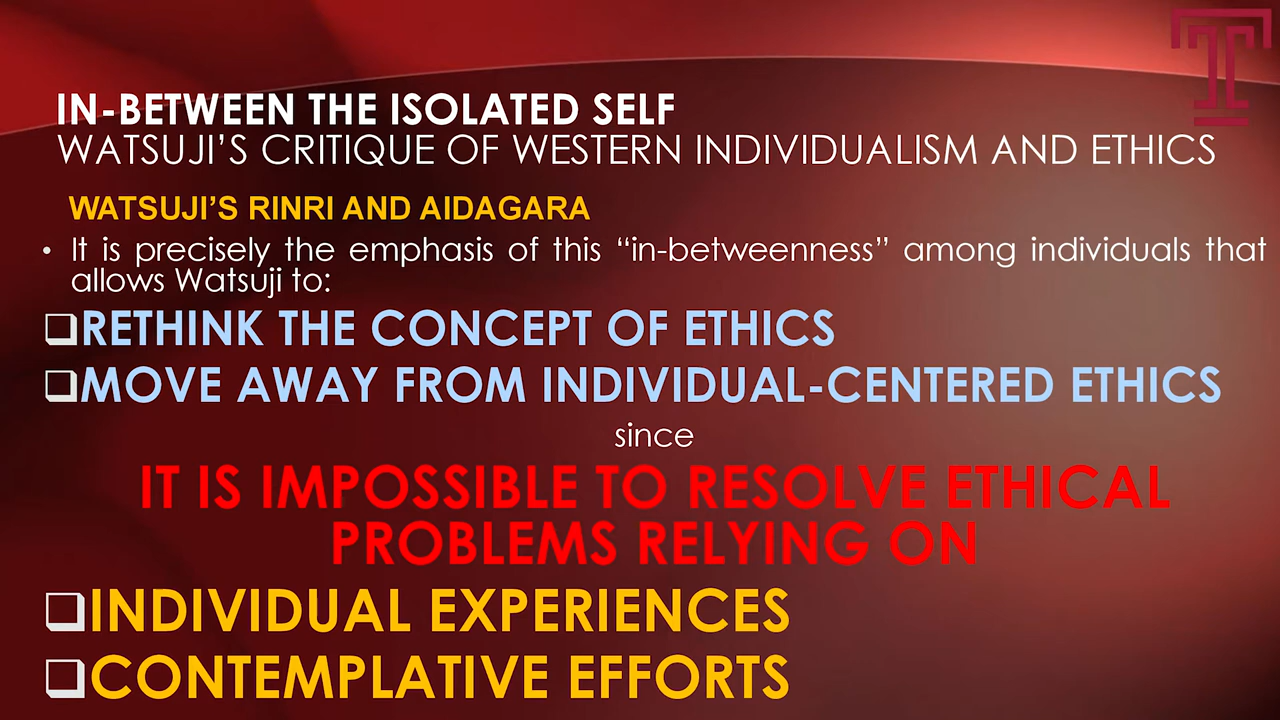 IN-BETWEEN THE ISOLATED SELF
WATSUJI'S CRITIQUE OF WESTERN INDIVIDUALISM AND ETHICS
WATSUJI'S RINRI AND AIDAGARA
• It is precisely the emphasis of this “in-betweenness” among individuals that
allows Watsuji to:
❑RETHINK THE CONCEPT OF ETHICS
❑MOVE AWAY FROM INDIVIDUAL-CENTERED ETHICS
since
IT IS IMPOSSIBLE TO RESOLVE ETHICAL
PROBLEMS RELYING ON
❑INDIVIDUAL EXPERIENCES
❑CONTEMPLATIVE EFFORTS